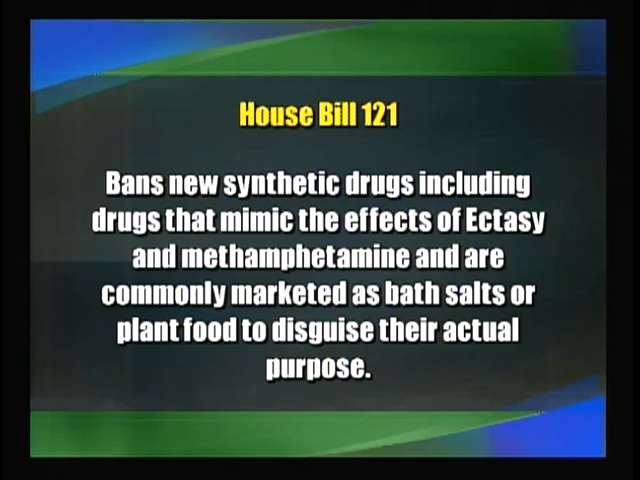 House Bill 121
Bans new synthetic drugs including
drugs that mimic the effects of Ectasy
and methamphetamine and are
commonly marketed as bath salts or
plant food to disguise their actual
purpose.